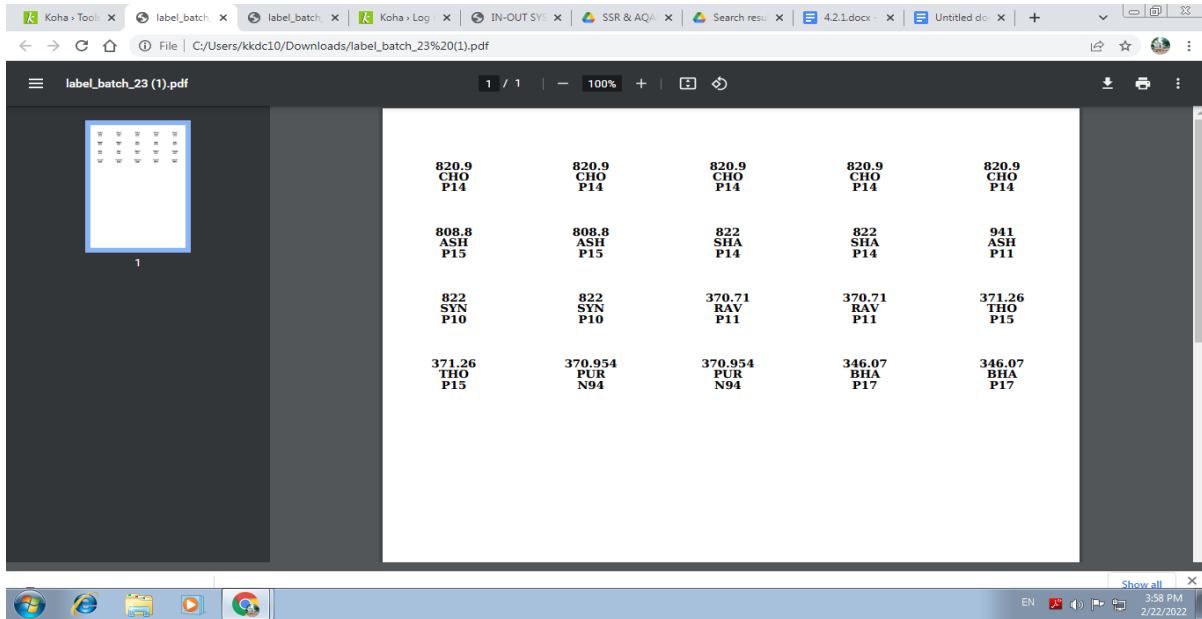 Koha › Tools
label_batch_
label_batch_
Koha › Log i
IN-OUT SYS
SSR & AQA
Search resu
4.2.1.docx -
Untitled do
File | C:/Users/kkdc10/Downloads/label_batch_23%20(1).pdf
label_batch_23 (1).pdf
1 / 1
100%
1
820.9 820.9 820.9 820.9 820.9
CHO CHO CHO CHO CHO
P14 P14 P14 P14 P14
808.8 808.8 822 822 941
ASH ASH SHA SHA ASH
P15 P15 P14 P14 P11
822 822 370.71 370.71 371.26
SYN SYN RAV RAV THO
P10 P10 P11 P11 P15
371.26 370.954 370.954 346.07 346.07
THO PUR PUR BHA BHA
P15 N94 N94 P17 P17
Show all
EN
3:58 PM
2/22/2022